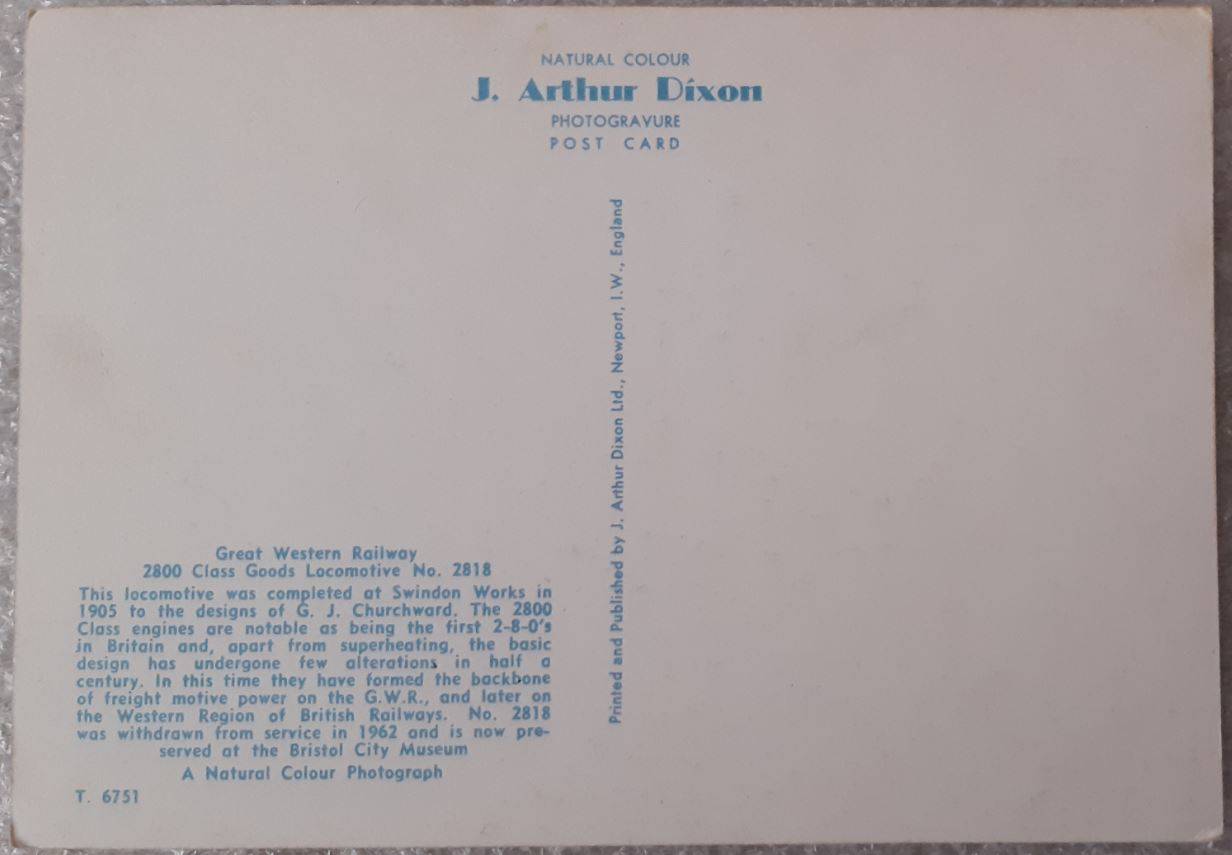 NATURAL COLOUR
J. Arthur Dixon
PHOTOGRAVURE
POST CARD
Printed and Published by J. Arthur Dixon Ltd., Newport, I.W., England
Great Western Railway
2800 Class Goods Locomotive No. 2818
This locomotive was completed at Swindon Works in
1905 to the designs of G. J. Churchward. The 2800
Class engines are notable as being the first 2-8-0's
in Britain and, apart from superheating, the basic
design has undergone few alterations in half a
century. In this time they have formed the backbone
of freight motive power on the G.W.R., and later on
the Western Region of British Railways. No. 2818
was withdrawn from service in 1962 and is now pre-
served at the Bristol City Museum
A Natural Colour Photograph
T. 6751